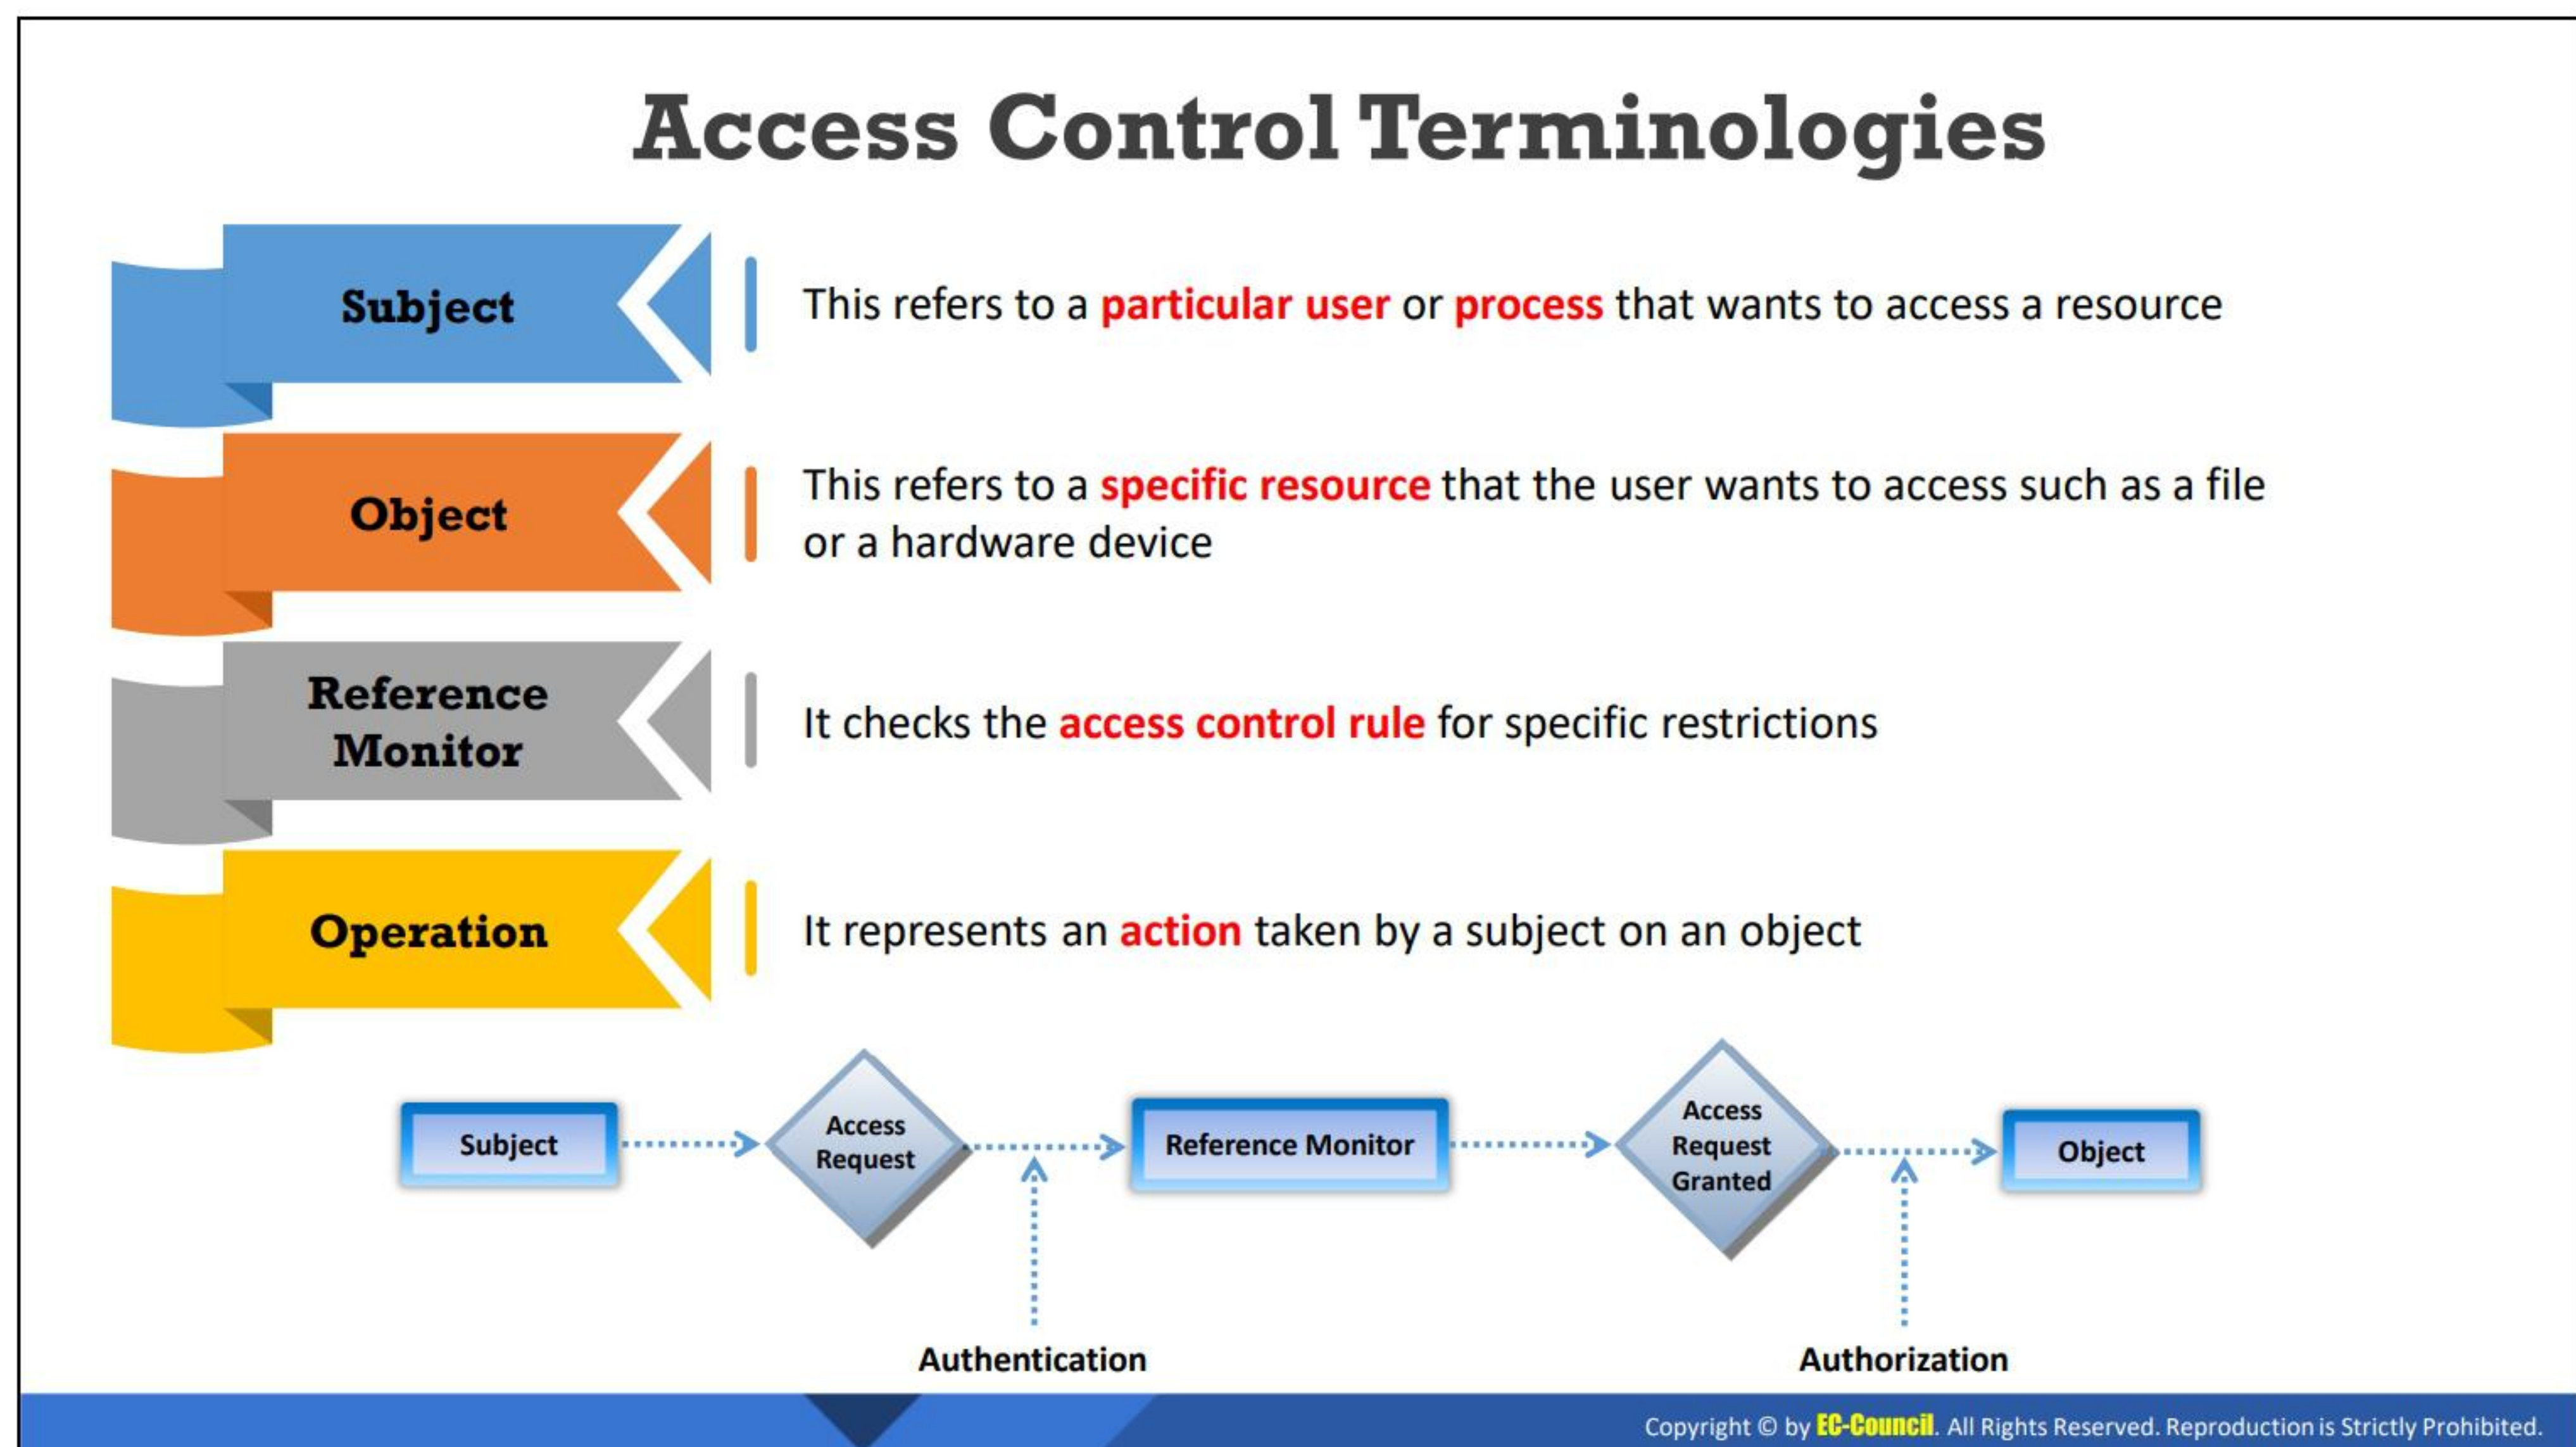 Access Control Terminologies
Subject
This refers to a particular user or process that wants to access a resource
Object
This refers to a specific resource that the user wants to access such as a file
or a hardware device
Reference
Monitor
It checks the access control rule for specific restrictions
Operation
It represents an action taken by a subject on an object
Subject
Access
Request
Reference Monitor
Access
Request
Granted
Object
Authentication
Authorization
Copyright © by EC-Council. All Rights Reserved. Reproduction is Strictly Prohibited.